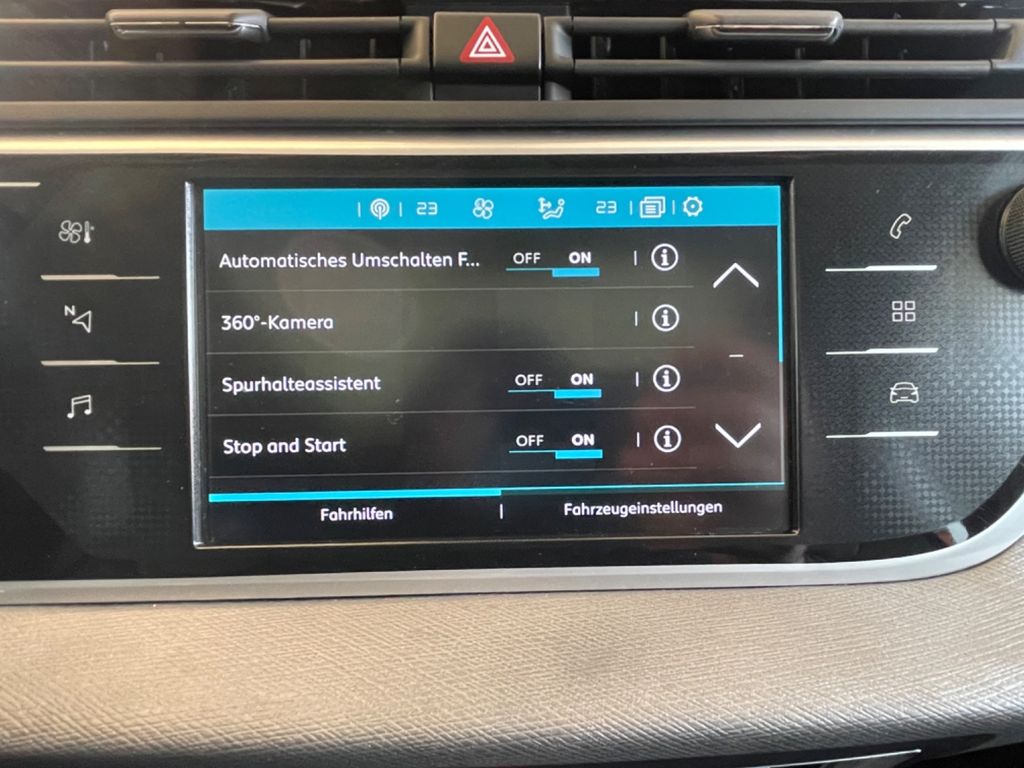 23 23
Automatisches Umschalten F... OFF ON
360°-Kamera
Spurhalteassistent OFF ON
Stop and Start OFF ON
Fahrhilfen Fahrzeugeinstellungen
N